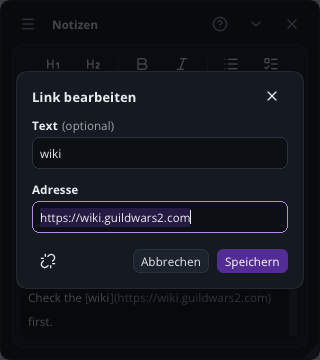 Notizen
H1 H2 B I
Link bearbeiten
Text (optional)
wiki
Adresse
https://wiki.guildwars2.com
Abbrechen Speichern
Check the [wiki](https://wiki.guildwars2.com)
first.